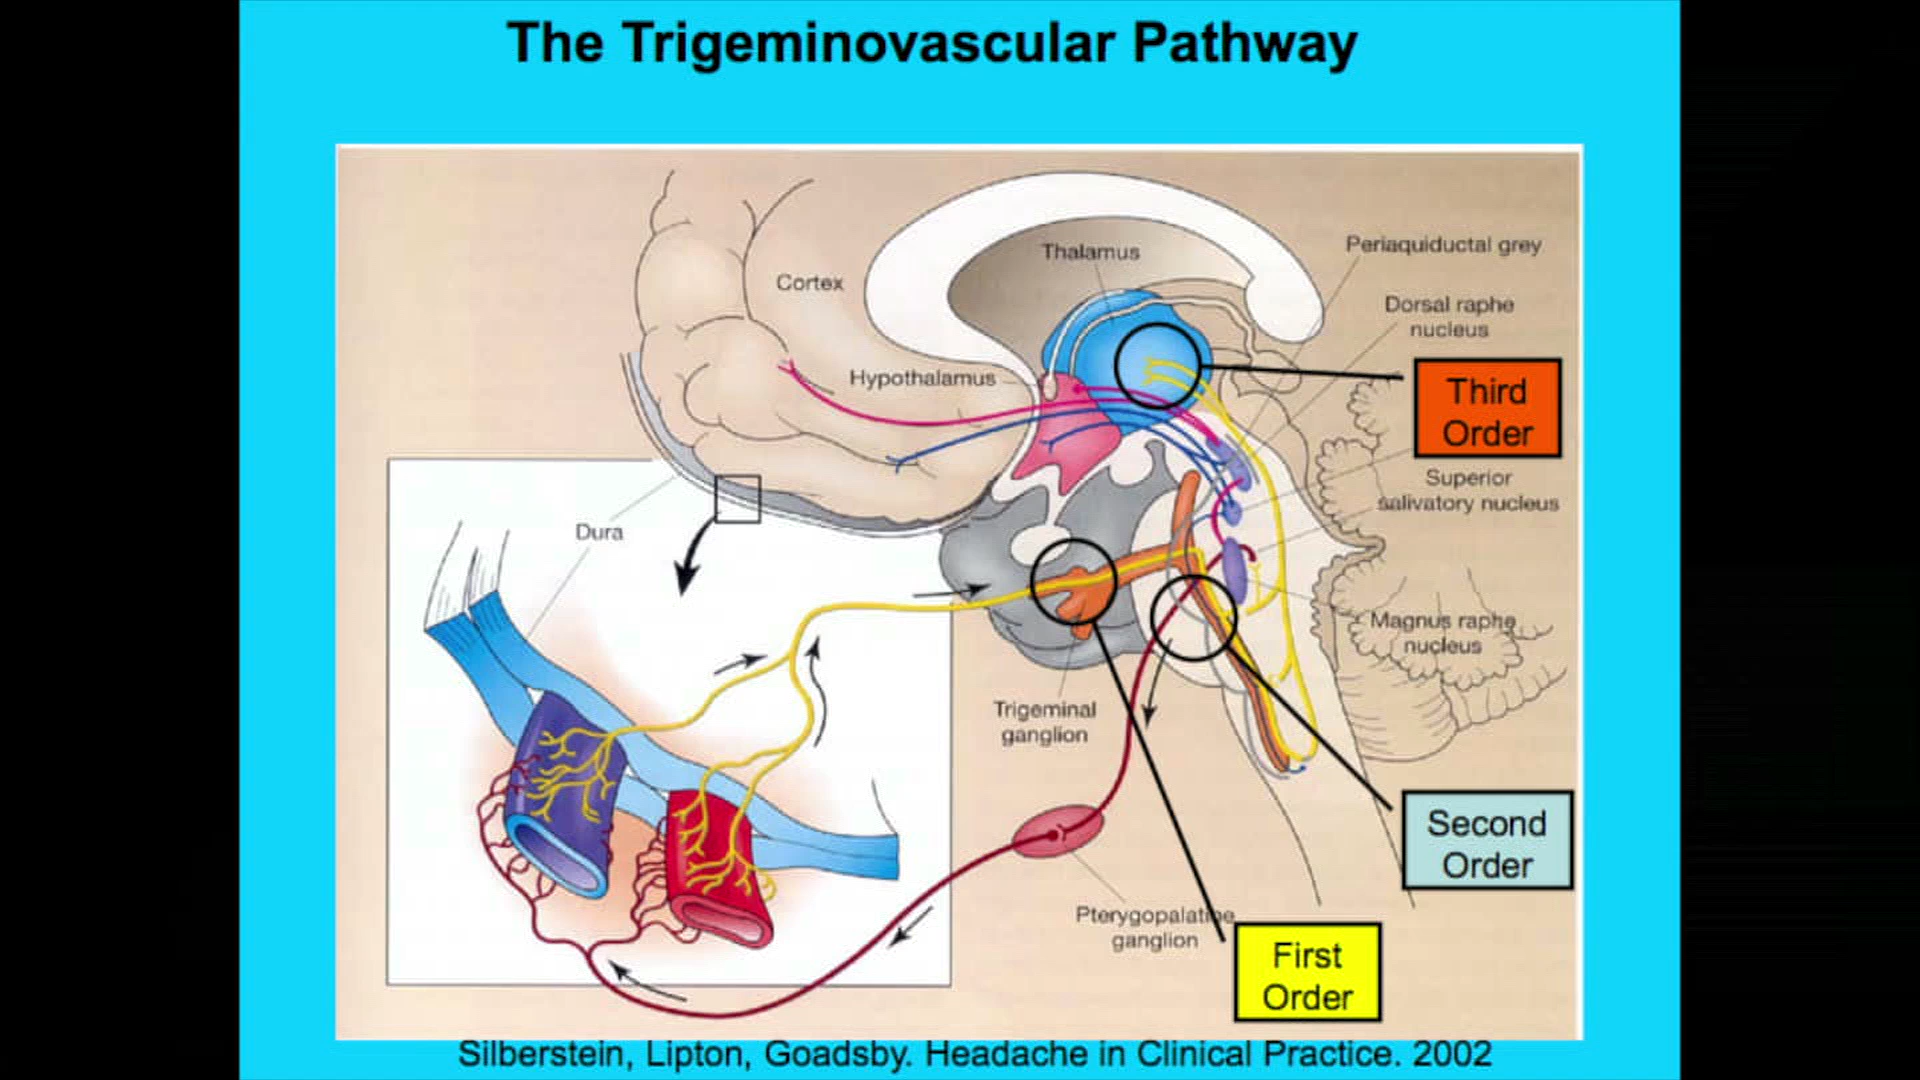 The Trigeminovascular Pathway
Thalamus
Periaquiductal grey
Cortex
Dorsal raphe
nucleus
Hypothalamus
Third
Order
Superior
salivatory nucleus
Dura
Magnus raphe
nucleus
Trigeminal
ganglion
Second
Order
Pterygopalatine
ganglion
First
Order
Silberstein, Lipton, Goadsby. Headache in Clinical Practice. 2002